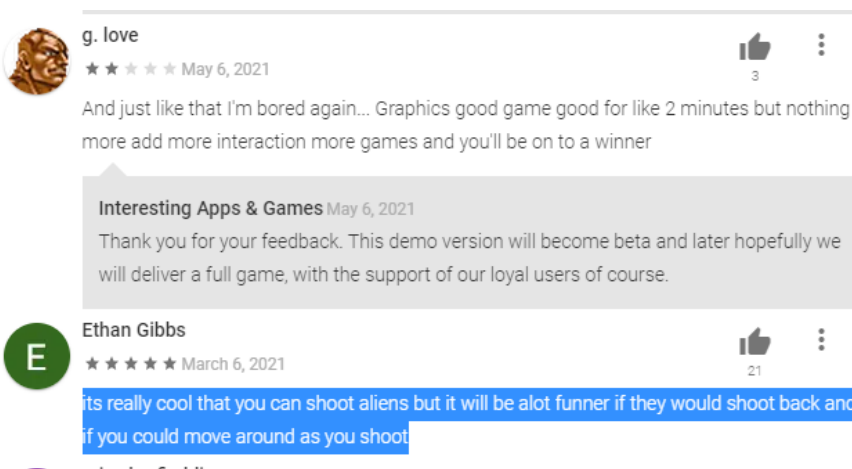 g. love
May 6, 2021
3
And just like that I'm bored again... Graphics good game good for like 2 minutes but nothing
more add more interaction more games and you'll be on to a winner
Interesting Apps & Games May 6, 2021
Thank you for your feedback. This demo version will become beta and later hopefully we
will deliver a full game, with the support of our loyal users of course.
E
Ethan Gibbs
March 6, 2021
21
its really cool that you can shoot aliens but it will be alot funner if they would shoot back and
if you could move around as you shoot